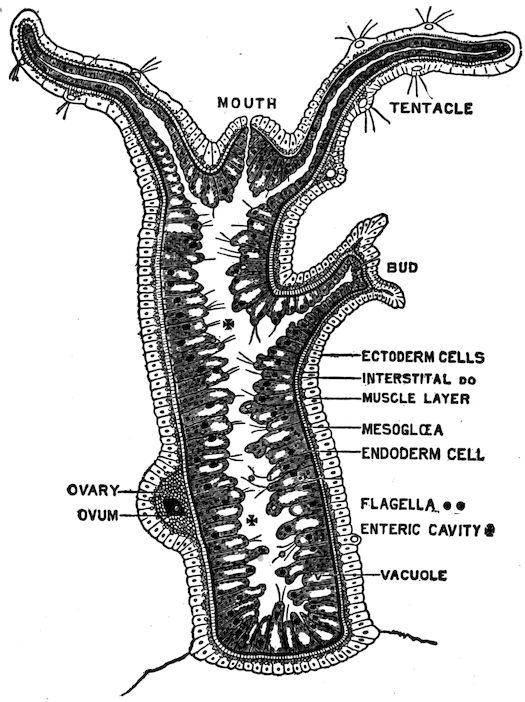 MOUTH
TENTACLE
BUD
ECTODERM CELLS
INTERSTITAL DO
MUSCLE LAYER
MESOGLŒA
ENDODERM CELL
OVARY
OVUM
FLAGELLA
ENTERIC CAVITY
VACUOLE